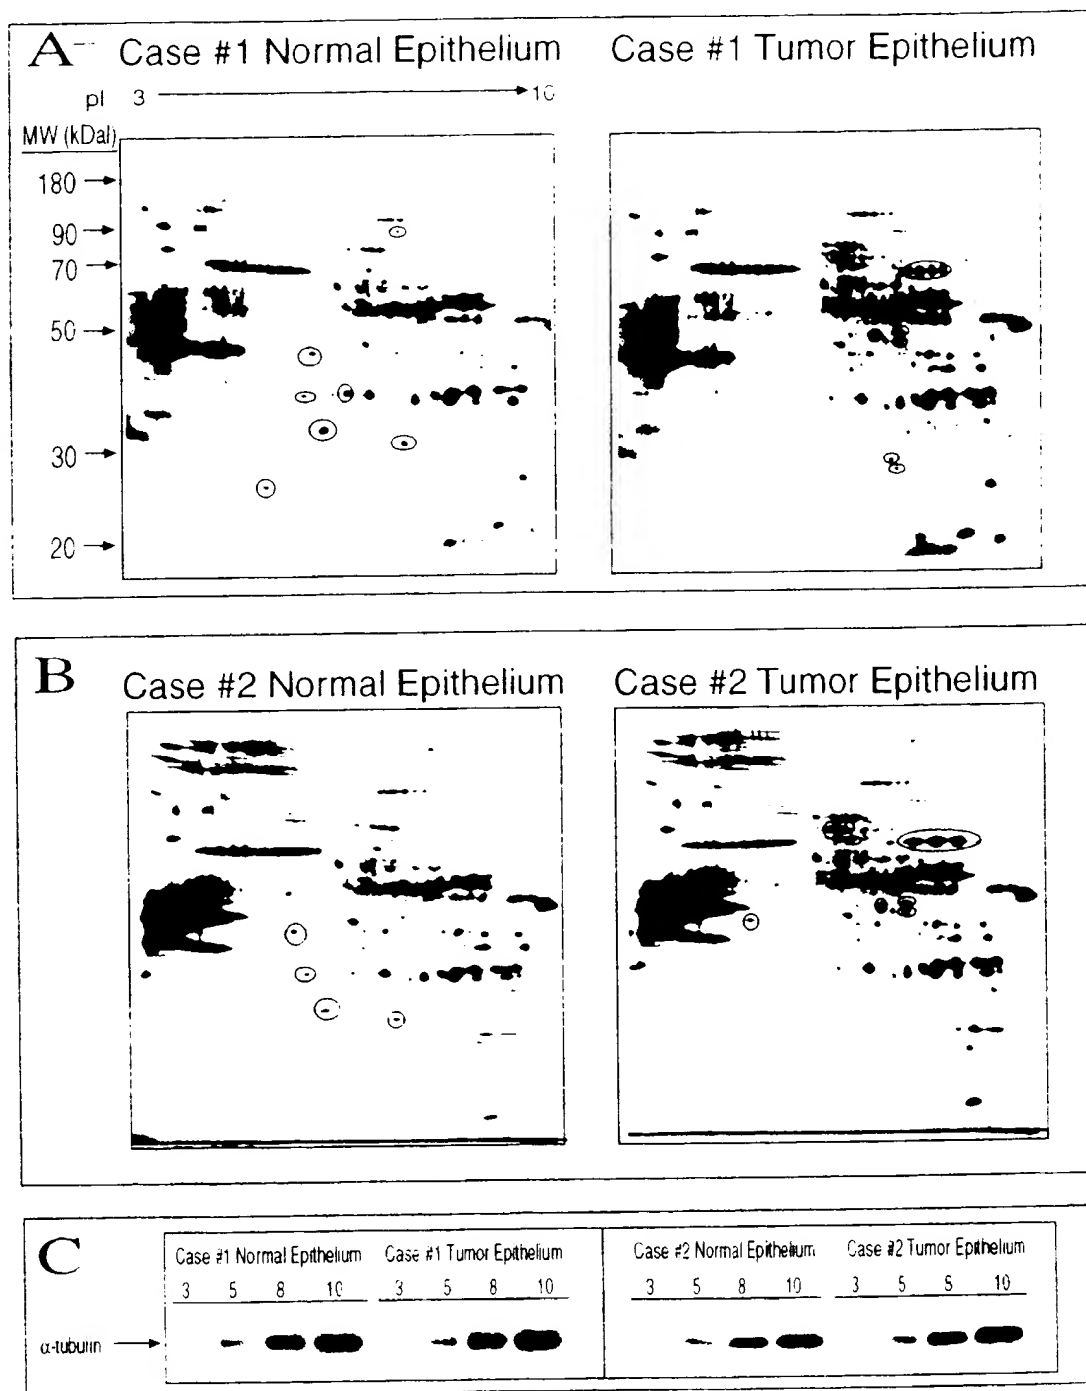 A Case #1 Normal Epithelium Case #1 Tumor Epithelium
pI 3 10
MW (kDal)
180
90
70
50
30
20
B Case #2 Normal Epithelium Case #2 Tumor Epithelium
C Case #1 Normal Epithelium Case #1 Tumor Epithelium Case #2 Normal Epithelium Case #2 Tumor Epithelium
3 5 8 10 3 5 8 10 3 5 8 10 3 5 8 10
α-tubulin